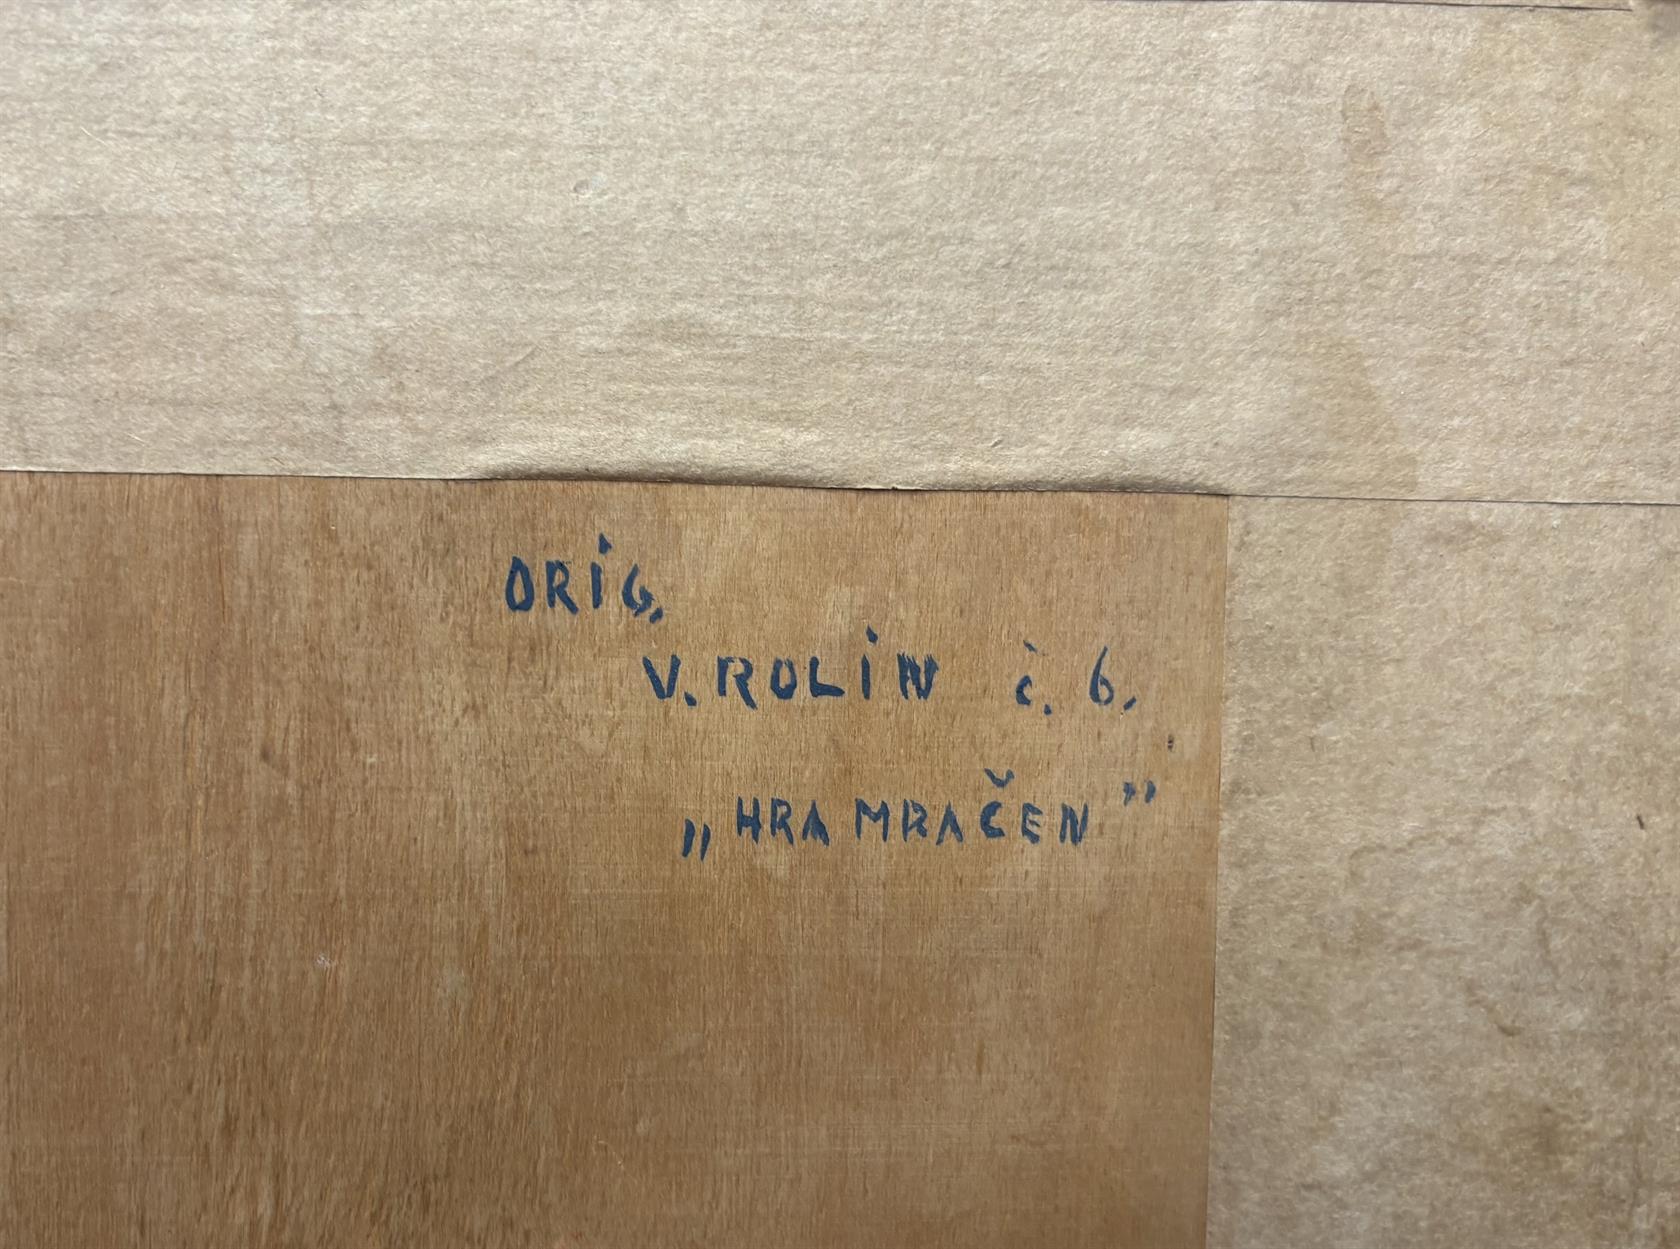 ORIG.
V. ROLIN č. 6.
„HRA MRAČEN”